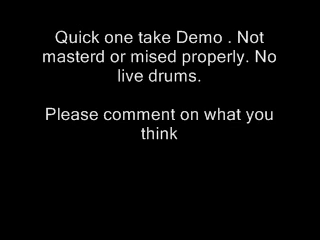 Quick one take Demo . Not
masterd or mised properly. No
live drums.
Please comment on what you
think